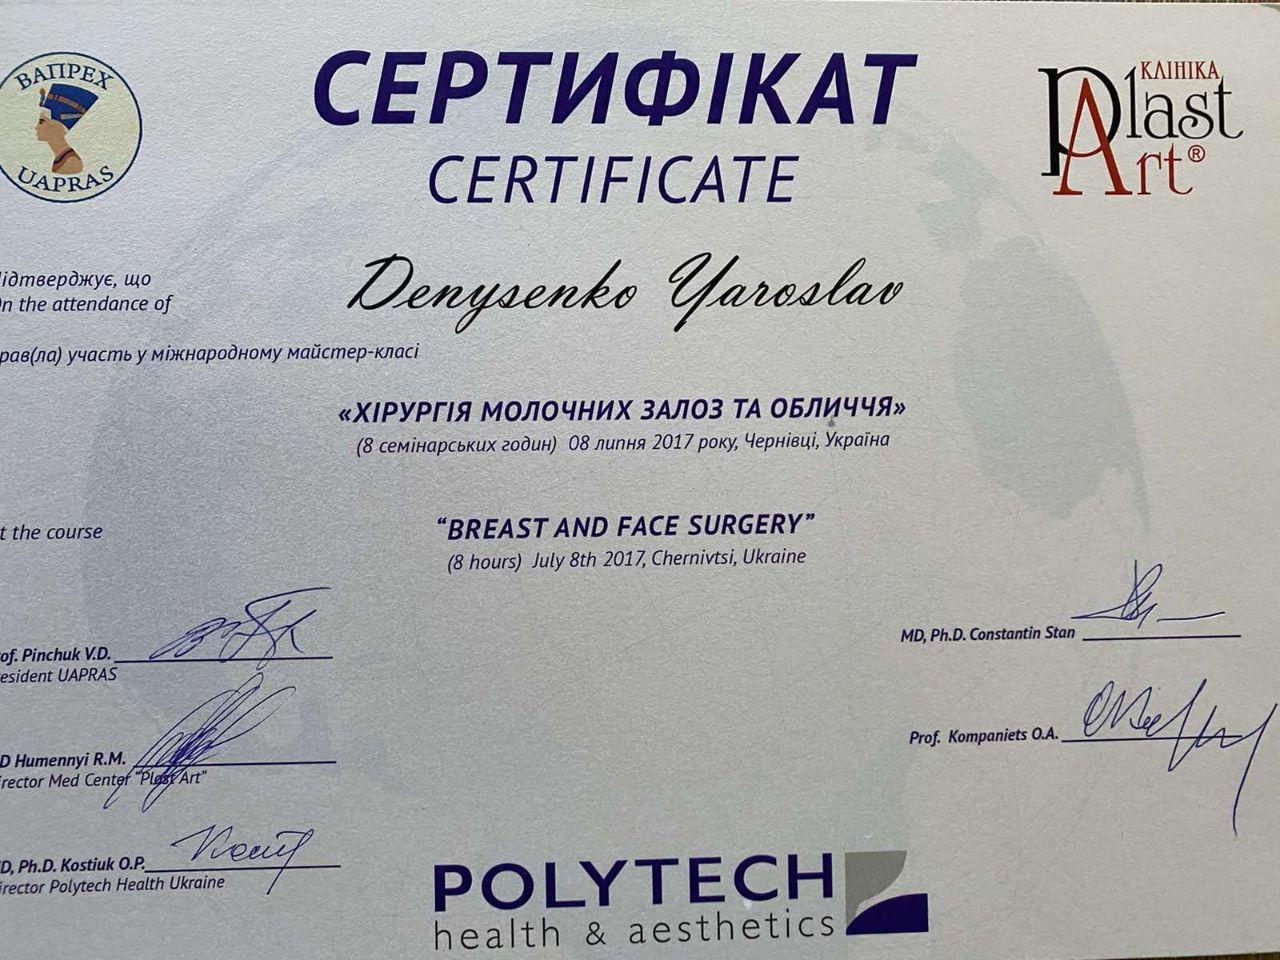 ВАПРЕХ
UAPRAS
СЕРТИФІКАТ
CERTIFICATE
КЛІНІКА
Plast
Art®
ідтверджує, що
n the attendance of
Denysenko Yaroslav
рав(ла) участь у міжнародному майстер-класі
«ХІРУРГІЯ МОЛОЧНИХ ЗАЛОЗ ТА ОБЛИЧЧЯ»
(8 семінарських годин) 08 липня 2017 року, Чернівці, Україна
t the course
“BREAST AND FACE SURGERY”
(8 hours) July 8th 2017, Chernivtsi, Ukraine
of. Pinchuk V.D.
esident UAPRAS
MD, Ph.D. Constantin Stan
D Humennyi R.M.
irector Med Center “Plast Art”
Prof. Kompaniets O.A.
D, Ph.D. Kostiuk O.P.
irector Polytech Health Ukraine
POLYTECH
health & aesthetics